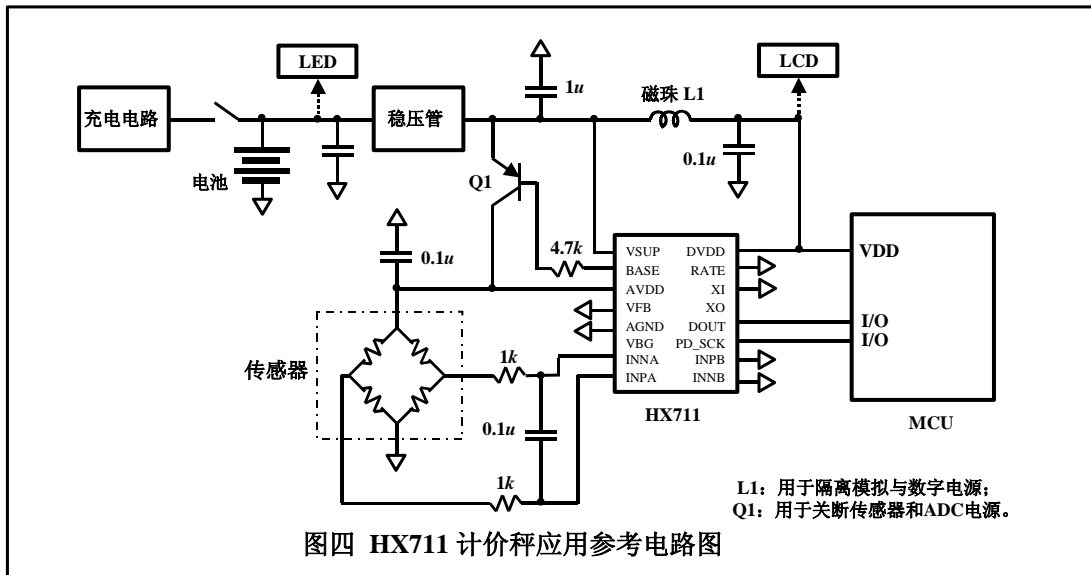 LED
LCD
充电电路
稳压管
1u
磁珠 L1
0.1u
电池
Q1
4.7k
0.1u
VSUP
BASE
AVDD
VFB
AGND
VBG
INNA
INPA
DVDD
RATE
XI
XO
DOUT
PD_SCK
INPB
INNB
HX711
VDD
I/O
I/O
MCU
传感器
1k
0.1u
1k
L1：用于隔离模拟与数字电源；
Q1：用于关断传感器和ADC电源。
图四 HX711 计价秤应用参考电路图